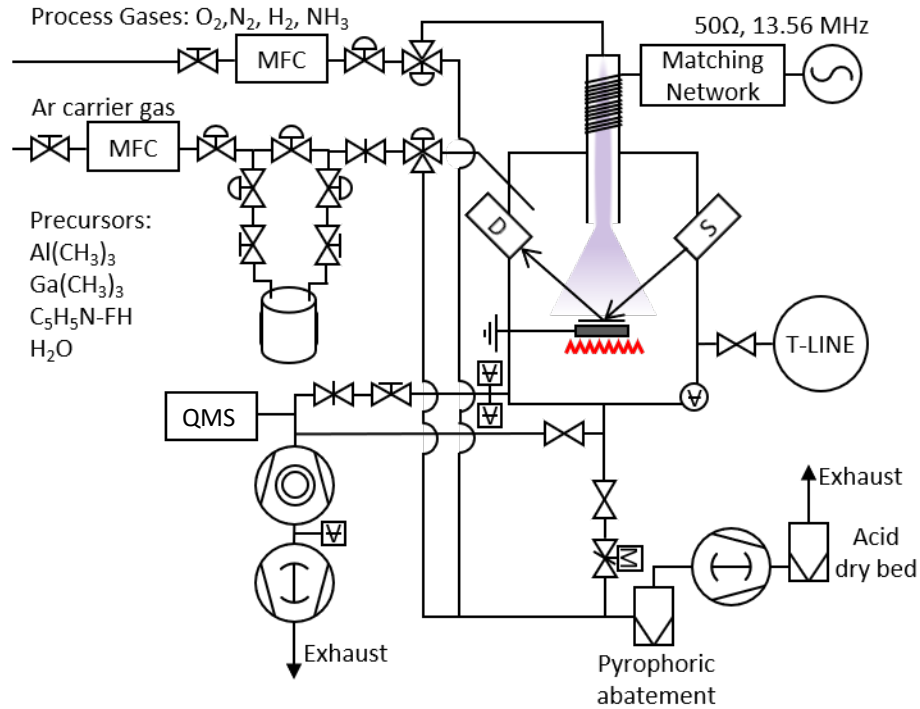 Process Gases: O₂,N₂, H₂, NH₃
50Ω, 13.56 MHz
MFC
Matching
Network
Ar carrier gas
MFC
D
S
Precursors:
Al(CH₃)₃
Ga(CH₃)₃
C₅H₅N-FH
H₂O
T-LINE
QMS
M
Exhaust
Acid
dry bed
Exhaust
Pyrophoric
abatement